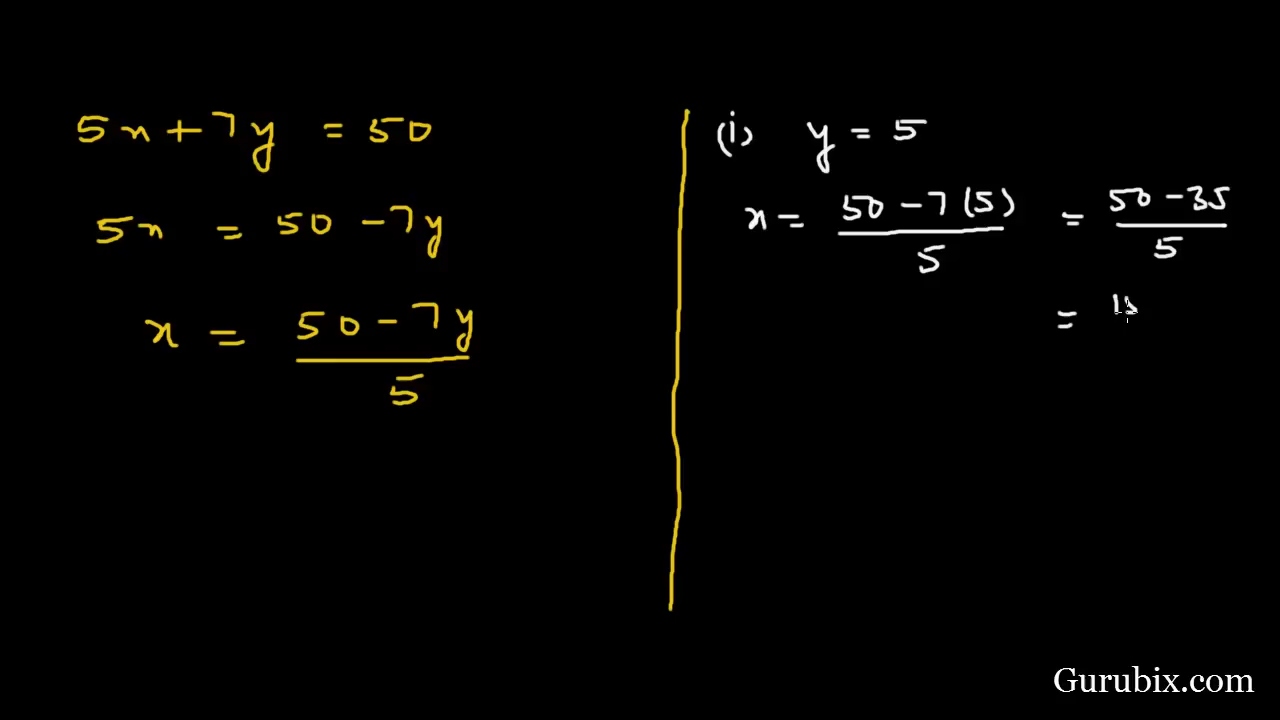 5x + 7y = 50
5x = 50 - 7y
x = 50 - 7y / 5
(i) y = 5
x = 50 - 7(5) / 5 = 50 - 35 / 5
=
Gurubix.com